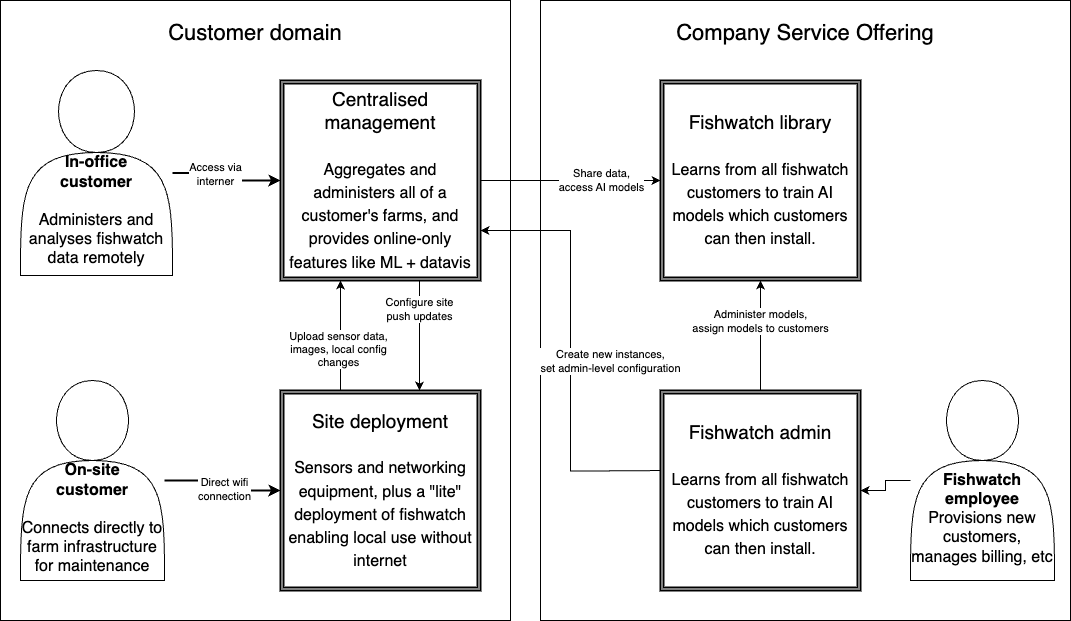 Customer domain
Company Service Offering
In-office
customer
Administers and
analyses fishwatch
data remotely
Access via
interner
Centralised
management
Aggregates and
administers all of a
customer's farms, and
provides online-only
features like ML + datavis
Share data,
access AI models
Fishwatch library
Learns from all fishwatch
customers to train AI
models which customers
can then install.
Configure site
push updates
Upload sensor data,
images, local config
changes
Administer models,
assign models to customers
Create new instances,
set admin-level configuration
On-site
customer
Connects directly to
farm infrastructure
for maintenance
Direct wifi
connection
Site deployment
Sensors and networking
equipment, plus a "lite"
deployment of fishwatch
enabling local use without
internet
Fishwatch admin
Learns from all fishwatch
customers to train AI
models which customers
can then install.
Fishwatch
employee
Provisions new
customers,
manages billing, etc